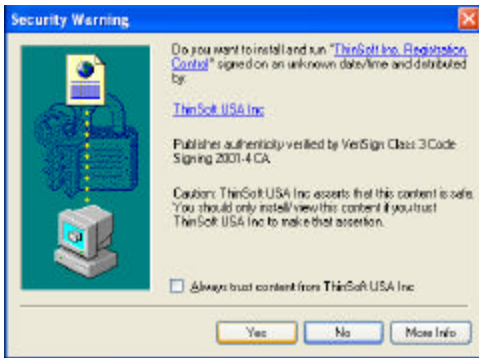 Security Warning
Do you want to install and run "ThinSoft Inc. Registration
Control" signed on an unknown date/time and distributed
by:
ThinSoft USA Inc
Publisher authenticity verified by VeriSign Class 3 Code
Signing 2001-4 CA
Caution: ThinSoft USA Inc asserts that this content is safe.
You should only install/view this content if you trust
ThinSoft USA Inc to make that assertion.
Always trust content from ThinSoft USA Inc
Yes
No
More Info